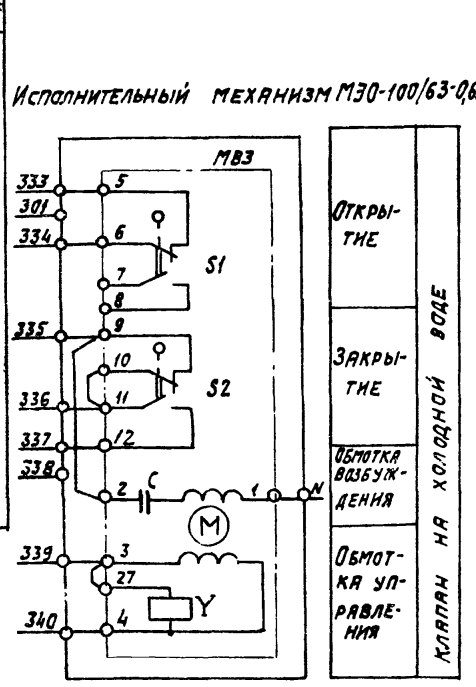 Исполнительный механизм МЭО-100/63-0,6
МВЗ
333
5
301
334
6
7
S1
8
335
9
10
S2
336
11
337
12
338
2
C
1
N
М
339
3
27
Y
340
4
ОТКРЫ-
ТИЕ
ЗАКРЫ-
ТИЕ
ОБМОТКА
ВОЗБУЖ-
ДЕНИЯ
ОБМОТ-
КА УП-
РАВЛЕ-
НИЯ
КЛАПАН НА ХОЛОДНОЙ ВОДЕ